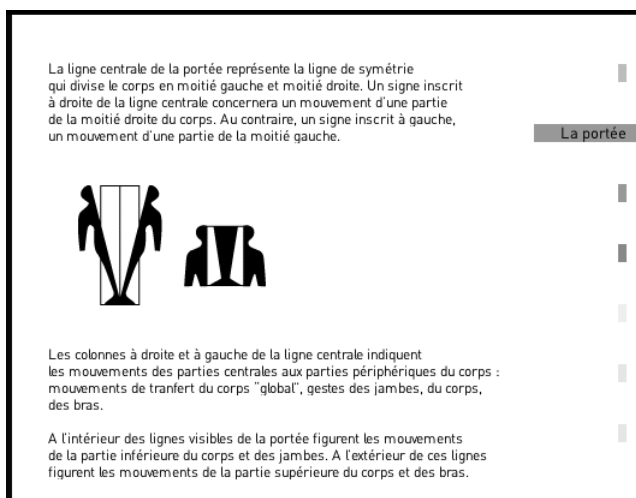 La ligne centrale de la portée représente la ligne de symétrie
qui divise le corps en moitié gauche et moitié droite. Un signe inscrit
à droite de la ligne centrale concernera un mouvement d'une partie
de la moitié droite du corps. Au contraire, un signe inscrit à gauche,
un mouvement d'une partie de la moitié gauche.
La portée
Les colonnes à droite et à gauche de la ligne centrale indiquent
les mouvements des parties centrales aux parties périphériques du corps :
mouvements de tranfert du corps "global", gestes des jambes, du corps,
des bras.
A l'intérieur des lignes visibles de la portée figurent les mouvements
de la partie inféreure du corps et des jambes. A l'extérieur de ces lignes
figurent les mouvements de la partie supérieure du corps et des bras.